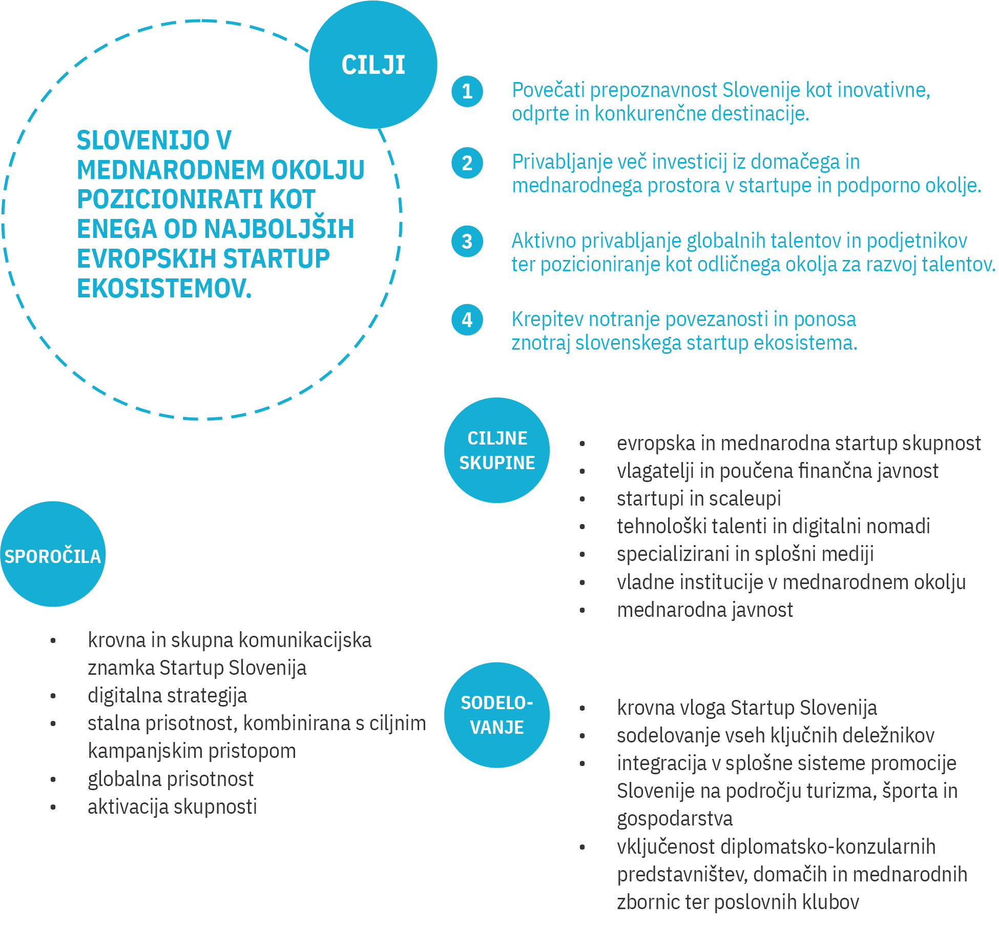 CILJI
SLOVENIJO V
MEDNARODNEM OKOLJU
POZICIONIRATI KOT
ENEGA OD NAJBOLJŠIH
EVROPSKIH STARTUP
EKOSISTEMOV.
1
Povečati prepoznavnost Slovenije kot inovativne,
odprte in konkurenčne destinacije.
2
Privabljanje več investicij iz domačega in
mednarodnega prostora v startupe in podporno okolje.
3
Aktivno privabljanje globalnih talentov in podjetnikov
ter pozicioniranje kot odličnega okolja za razvoj talentov.
4
Krepitev notranje povezanosti in ponosa
znotraj slovenskega startup ekosistema.
CILJNE
SKUPINE
• evropska in mednarodna startup skupnost
• vlagatelji in poučena finančna javnost
• startupi in scaleupi
• tehnološki talenti in digitalni nomadi
• specializirani in splošni mediji
• vladne institucije v mednarodnem okolju
• mednarodna javnost
SPOROČILA
• krovna in skupna komunikacijska
znamka Startup Slovenija
• digitalna strategija
• stalna prisotnost, kombinirana s ciljnim
kampanjskim pristopom
• globalna prisotnost
• aktivacija skupnosti
SODELO-
VANJE
• krovna vloga Startup Slovenija
• sodelovanje vseh ključnih deležnikov
• integracija v splošne sisteme promocije
Slovenije na področju turizma, športa in
gospodarstva
• vključenost diplomatsko-konzularnih
predstavništev, domačih in mednarodnih
zbornic ter poslovnih klubov